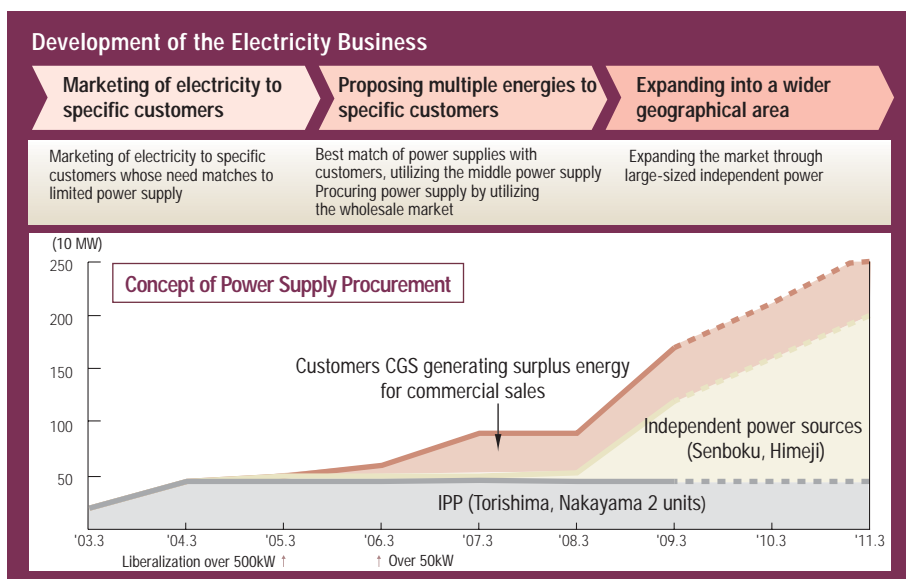 Development of the Electricity Business
Marketing of electricity to
specific customers
Proposing multiple energies to
specific customers
Expanding into a wider
geographical area
Marketing of electricity to specific
customers whose need matches to
limited power supply
Best match of power supplies with
customers, utilizing the middle power supply
Procuring power supply by utilizing
the wholesale market
Expanding the market through
large-sized independent power
(10 MW)
250
200
150
100
50
Concept of Power Supply Procurement
Customers CGS generating surplus energy
for commercial sales
Independent power sources
(Senboku, Himeji)
IPP (Torishima, Nakayama 2 units)
'03.3 '04.3 '05.3 '06.3 '07.3 '08.3 '09.3 '10.3 '11.3
Liberalization over 500kW ↑ ↑ Over 50kW